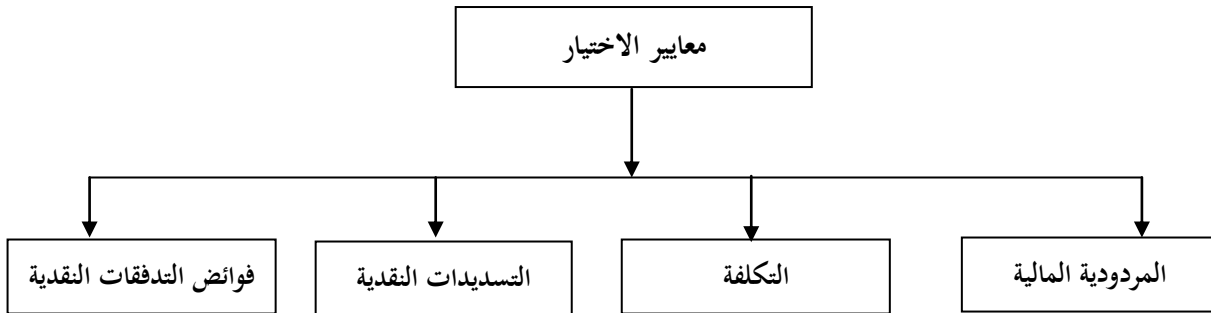 معايير الاختيار
المردودية المالية
التكلفة
التسديدات النقدية
فوائض التدفقات النقدية